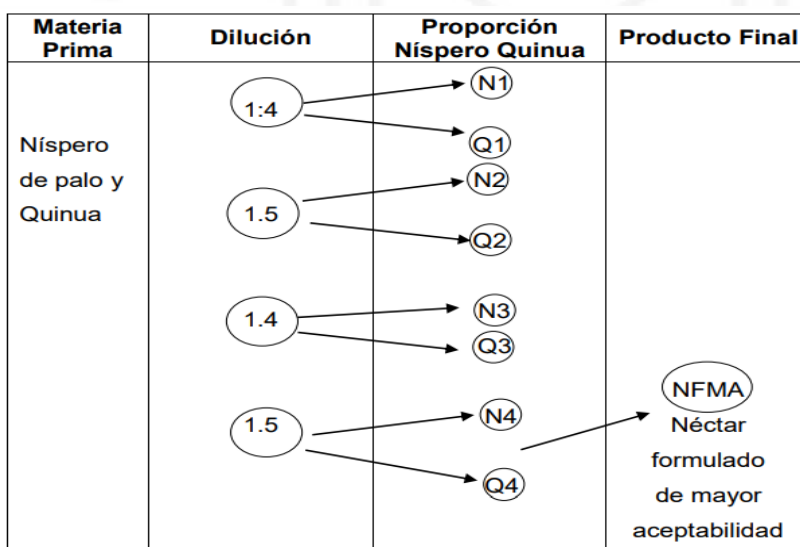 Materia
Prima
Dilución
Proporción
Níspero Quinua
Producto Final
Níspero
de palo y
Quinua
1:4
N1
Q1
1.5
N2
Q2
1.4
N3
Q3
1.5
N4
Q4
NFMA
Néctar
formulado
de mayor
aceptabilidad